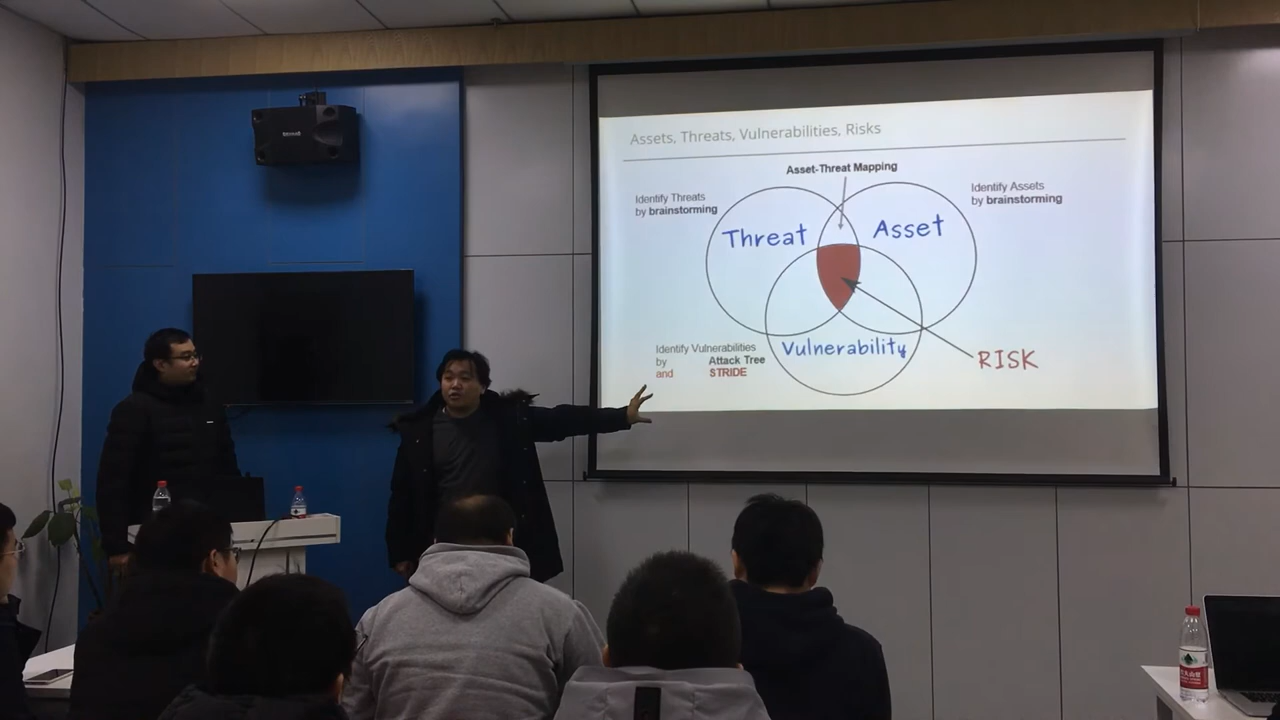 Assets, Threats, Vulnerabilities, Risks
Asset-Threat Mapping
Identify Threats
by brainstorming
Identify Assets
by brainstorming
Threat
Asset
Vulnerability
Identify Vulnerabilities
by Attack Tree
and STRIDE
RISK